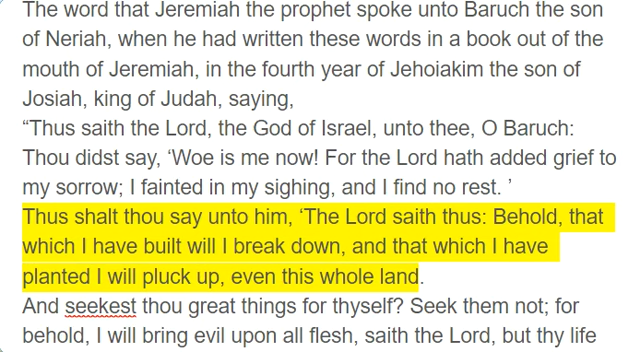 The word that Jeremiah the prophet spoke unto Baruch the son
of Neriah, when he had written these words in a book out of the
mouth of Jeremiah, in the fourth year of Jehoiakim the son of
Josiah, king of Judah, saying,
“Thus saith the Lord, the God of Israel, unto thee, O Baruch:
Thou didst say, ‘Woe is me now! For the Lord hath added grief to
my sorrow; I fainted in my sighing, and I find no rest. ’
Thus shalt thou say unto him, ‘The Lord saith thus: Behold, that
which I have built will I break down, and that which I have
planted I will pluck up, even this whole land.
And seekest thou great things for thyself? Seek them not; for
behold, I will bring evil upon all flesh, saith the Lord, but thy life